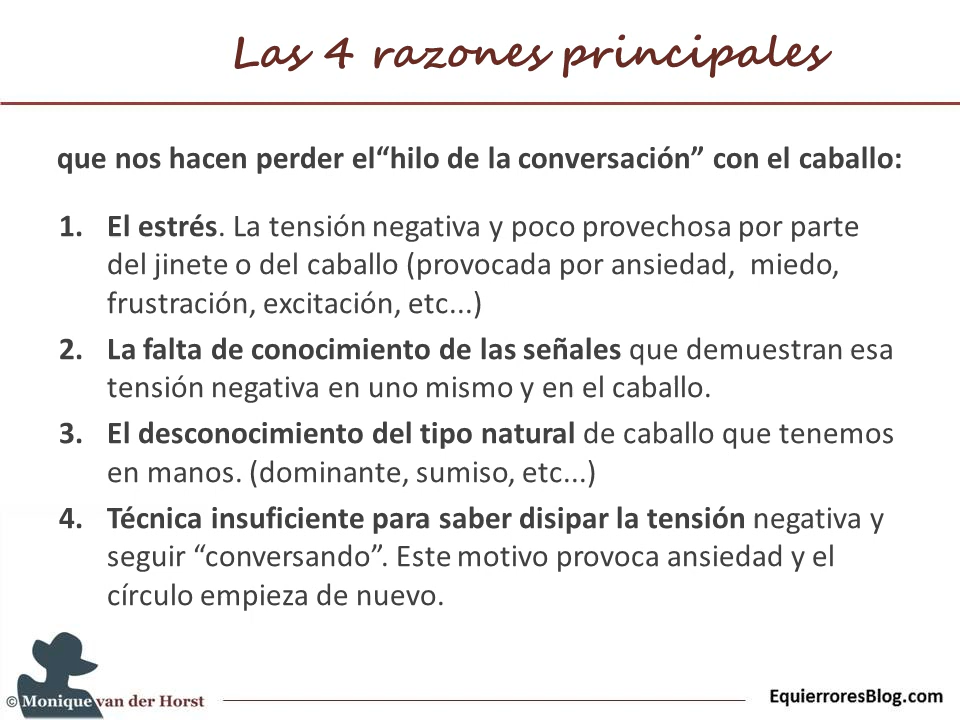 Las 4 razones principales
que nos hacen perder el“hilo de la conversación” con el caballo:
1. El estrés. La tensión negativa y poco provechosa por parte
del jinete o del caballo (provocada por ansiedad, miedo,
frustración, excitación, etc...)
2. La falta de conocimiento de las señales que demuestran esa
tensión negativa en uno mismo y en el caballo.
3. El desconocimiento del tipo natural de caballo que tenemos
en manos. (dominante, sumiso, etc...)
4. Técnica insuficiente para saber disipar la tensión negativa y
seguir “conversando”. Este motivo provoca ansiedad y el
círculo empieza de nuevo.
© Monique van der Horst
EquierroresBlog.com